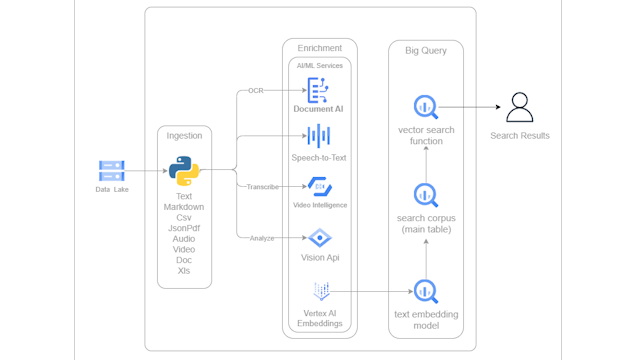 Enrichment
Big Query
AI/ML Services
OCR
Document AI
Ingestion
vector search
function
Search Results
Speech-to-Text
Data Lake
Text
Markdown
Csv
JsonPdf
Audio
Video
Doc
Xls
Transcribe
Video Intelligence
search corpus
(main table)
Analyze
Vision Api
Vertex AI
Embeddings
text embedding
model